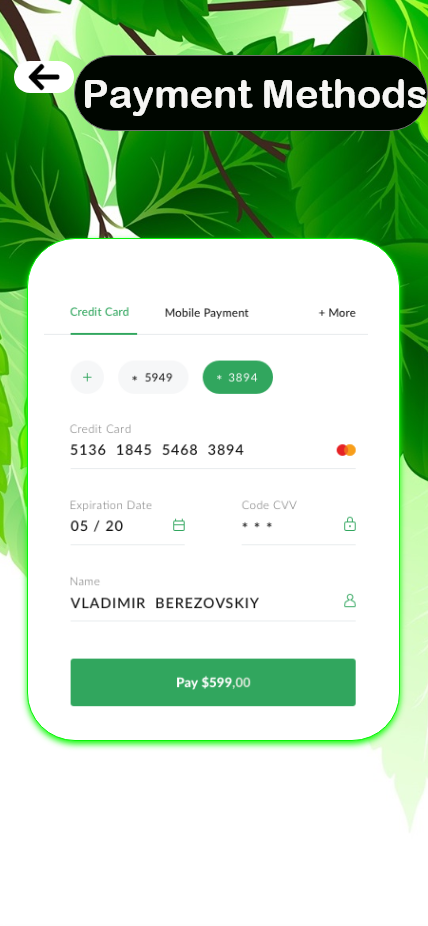 Payment Methods
Credit Card Mobile Payment + More
+ * 5949 * 3894
Credit Card
5136 1845 5468 3894
Expiration Date Code CVV
05 / 20 * * *
Name
VLADIMIR BEREZOVSKIY
Pay $599,00